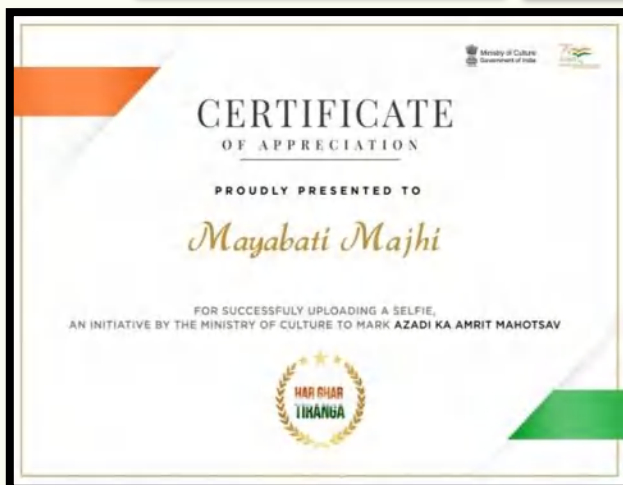 Ministry of Culture
Government of India
CERTIFICATE
OF APPRECIATION
PROUDLY PRESENTED TO
Mayabati Majhi
FOR SUCCESSFULY UPLOADING A SELFIE,
AN INITIATIVE BY THE MINISTRY OF CULTURE TO MARK AZADI KA AMRIT MAHOTSAV
HAR GHAR
TIRANGA